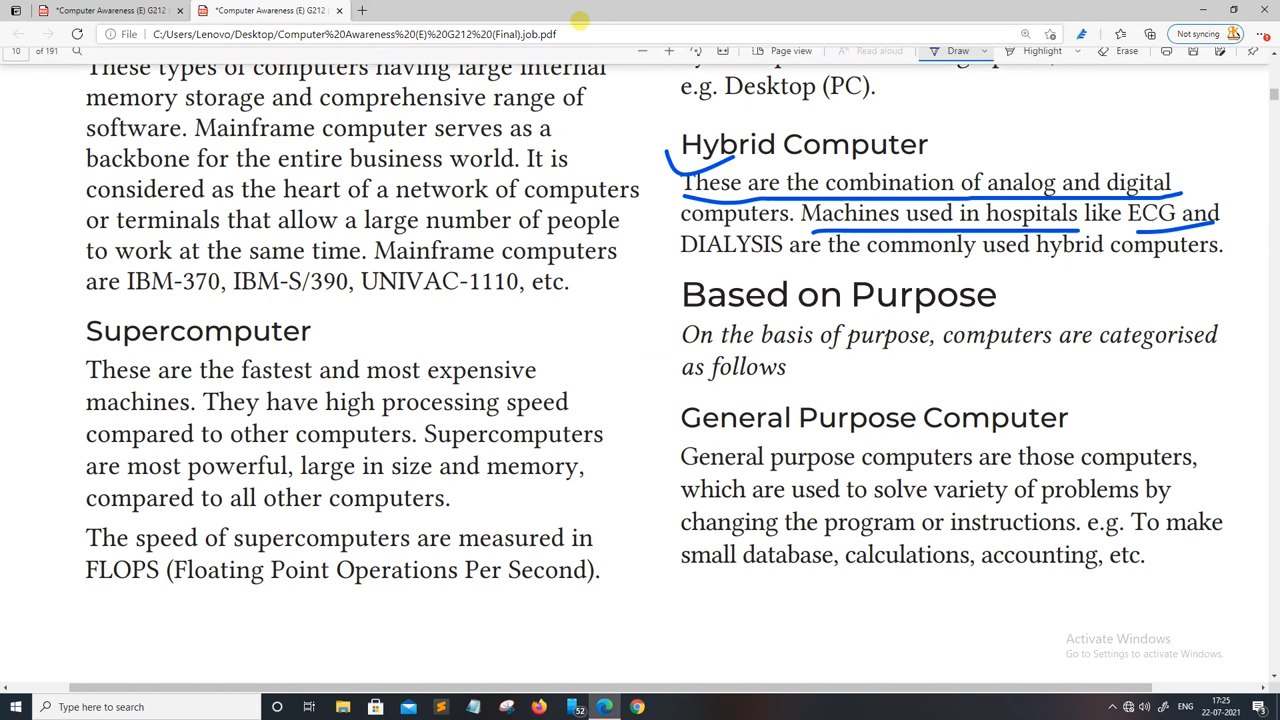 *Computer Awareness (E) G212 (
*Computer Awareness (E) G212 (
File
C:/Users/Lenovo/Desktop/Computer%20Awareness%20(E)%20G212%20(Final).job.pdf
Not syncing
10 of 191
Page view
Read aloud
Draw
Highlight
Erase
These types of computers having large internal
memory storage and comprehensive range of
software. Mainframe computer serves as a
backbone for the entire business world. It is
considered as the heart of a network of computers
or terminals that allow a large number of people
to work at the same time. Mainframe computers
are IBM-370, IBM-S/390, UNIVAC-1110, etc.
Supercomputer
These are the fastest and most expensive
machines. They have high processing speed
compared to other computers. Supercomputers
are most powerful, large in size and memory,
compared to all other computers.
The speed of supercomputers are measured in
FLOPS (Floating Point Operations Per Second).
e.g. Desktop (PC).
Hybrid Computer
These are the combination of analog and digital
computers. Machines used in hospitals like ECG and
DIALYSIS are the commonly used hybrid computers.
Based on Purpose
On the basis of purpose, computers are categorised
as follows
General Purpose Computer
General purpose computers are those computers,
which are used to solve variety of problems by
changing the program or instructions. e.g. To make
small database, calculations, accounting, etc.
Activate Windows
Go to Settings to activate Windows.
Type here to search
52
ENG
17:25
22-07-2021
3